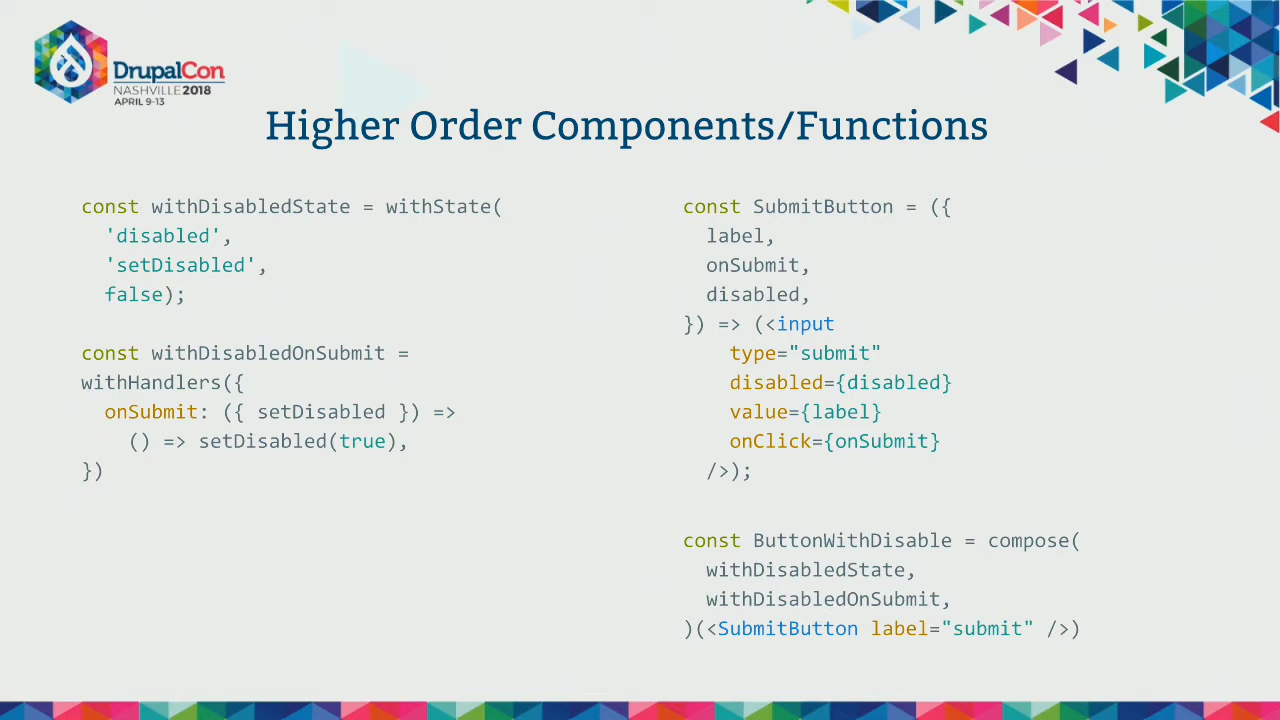 DrupalCon
NASHVILLE 2018
APRIL 9-13
Higher Order Components/Functions
const withDisabledState = withState(
  'disabled',
  'setDisabled',
  false);

const withDisabledOnSubmit =
withHandlers({
  onSubmit: ({ setDisabled }) =>
    () => setDisabled(true),
})
const SubmitButton = ({
  label,
  onSubmit,
  disabled,
}) => (<input
    type="submit"
    disabled={disabled}
    value={label}
    onClick={onSubmit}
  />);

const ButtonWithDisable = compose(
  withDisabledState,
  withDisabledOnSubmit,
)(<SubmitButton label="submit" />)